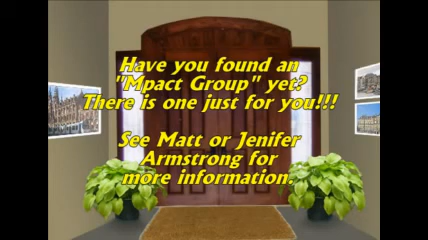 Have you found an
"Mpact Group" yet?
There is one just for you!!!
See Matt or Jenifer
Armstrong for
more information.